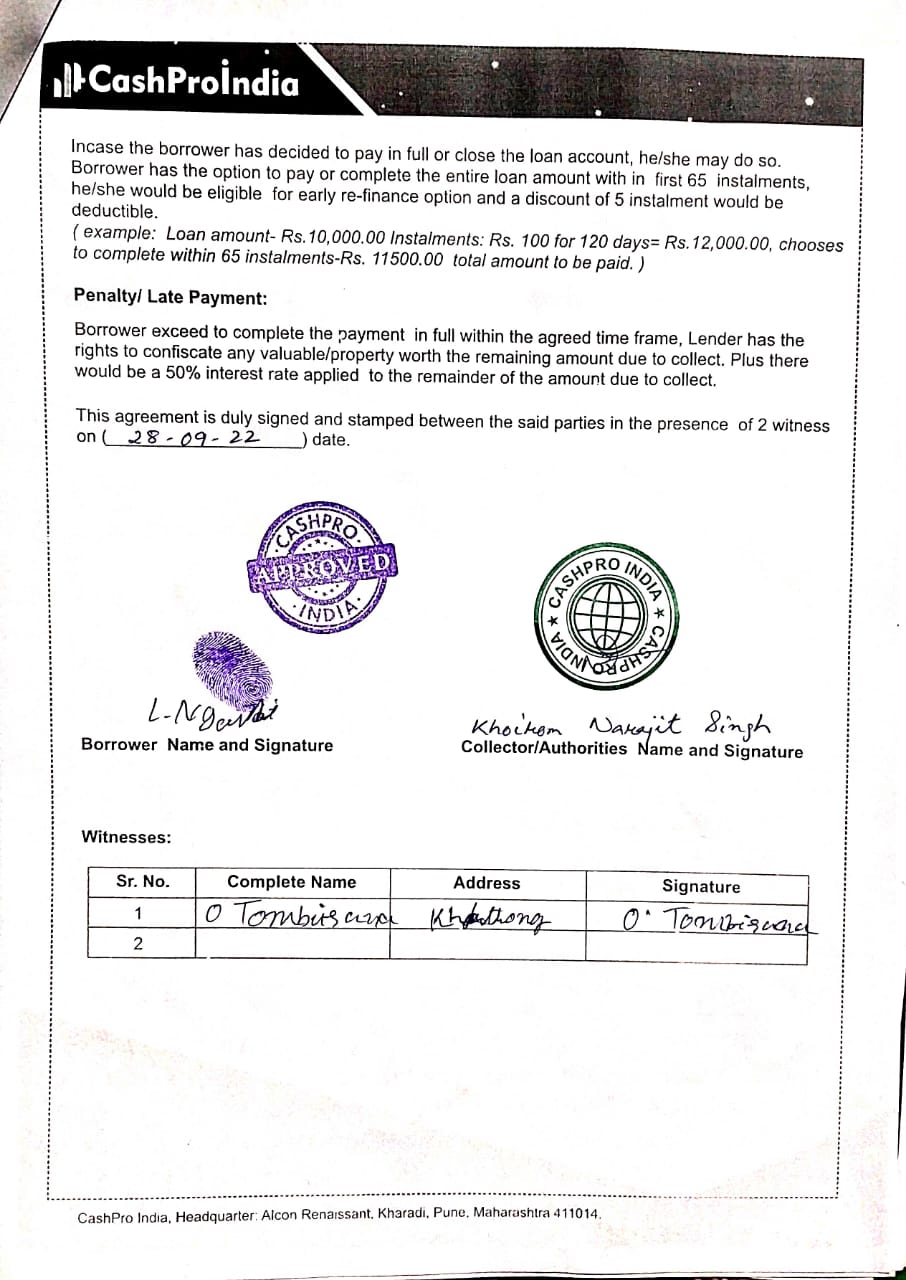 CashProIndia
Incase the borrower has decided to pay in full or close the loan account, he/she may do so.
Borrower has the option to pay or complete the entire loan amount with in first 65 instalments,
he/she would be eligible for early re-finance option and a discount of 5 instalment would be
deductible.
( example: Loan amount- Rs.10,000.00 Instalments: Rs. 100 for 120 days= Rs.12,000.00, chooses
to complete within 65 instalments-Rs. 11500.00 total amount to be paid. )
Penalty/ Late Payment:
Borrower exceed to complete the payment in full within the agreed time frame, Lender has the
rights to confiscate any valuable/property worth the remaining amount due to collect. Plus there
would be a 50% interest rate applied to the remainder of the amount due to collect.
This agreement is duly signed and stamped between the said parties in the presence of 2 witness
on ( 28-09-22 ) date.
CASHPRO
APPROVED
INDIA
CASHPRO INDIA ★ CASHPRO INDIA ★
Khoirom Narajit Singh
Borrower Name and Signature
Collector/Authorities Name and Signature
Witnesses:
Sr. No. Complete Name Address Signature
1 O
2
CashPro India, Headquarter: Alcon Renaissant, Kharadi, Pune, Maharashtra 411014.